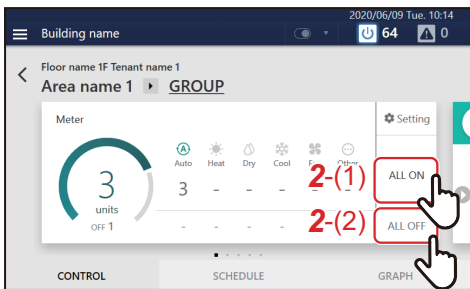 2020/06/09 Tue. 10:14
Building name
64
0
Floor name 1F Tenant name 1
Area name 1 GROUP
Meter
Setting
A
Auto Heat Dry Cool Other
3 units
OFF 1
3 - - - -
- - - - - -
2-(1)
ALL ON
2-(2)
ALL OFF
CONTROL SCHEDULE GRAPH